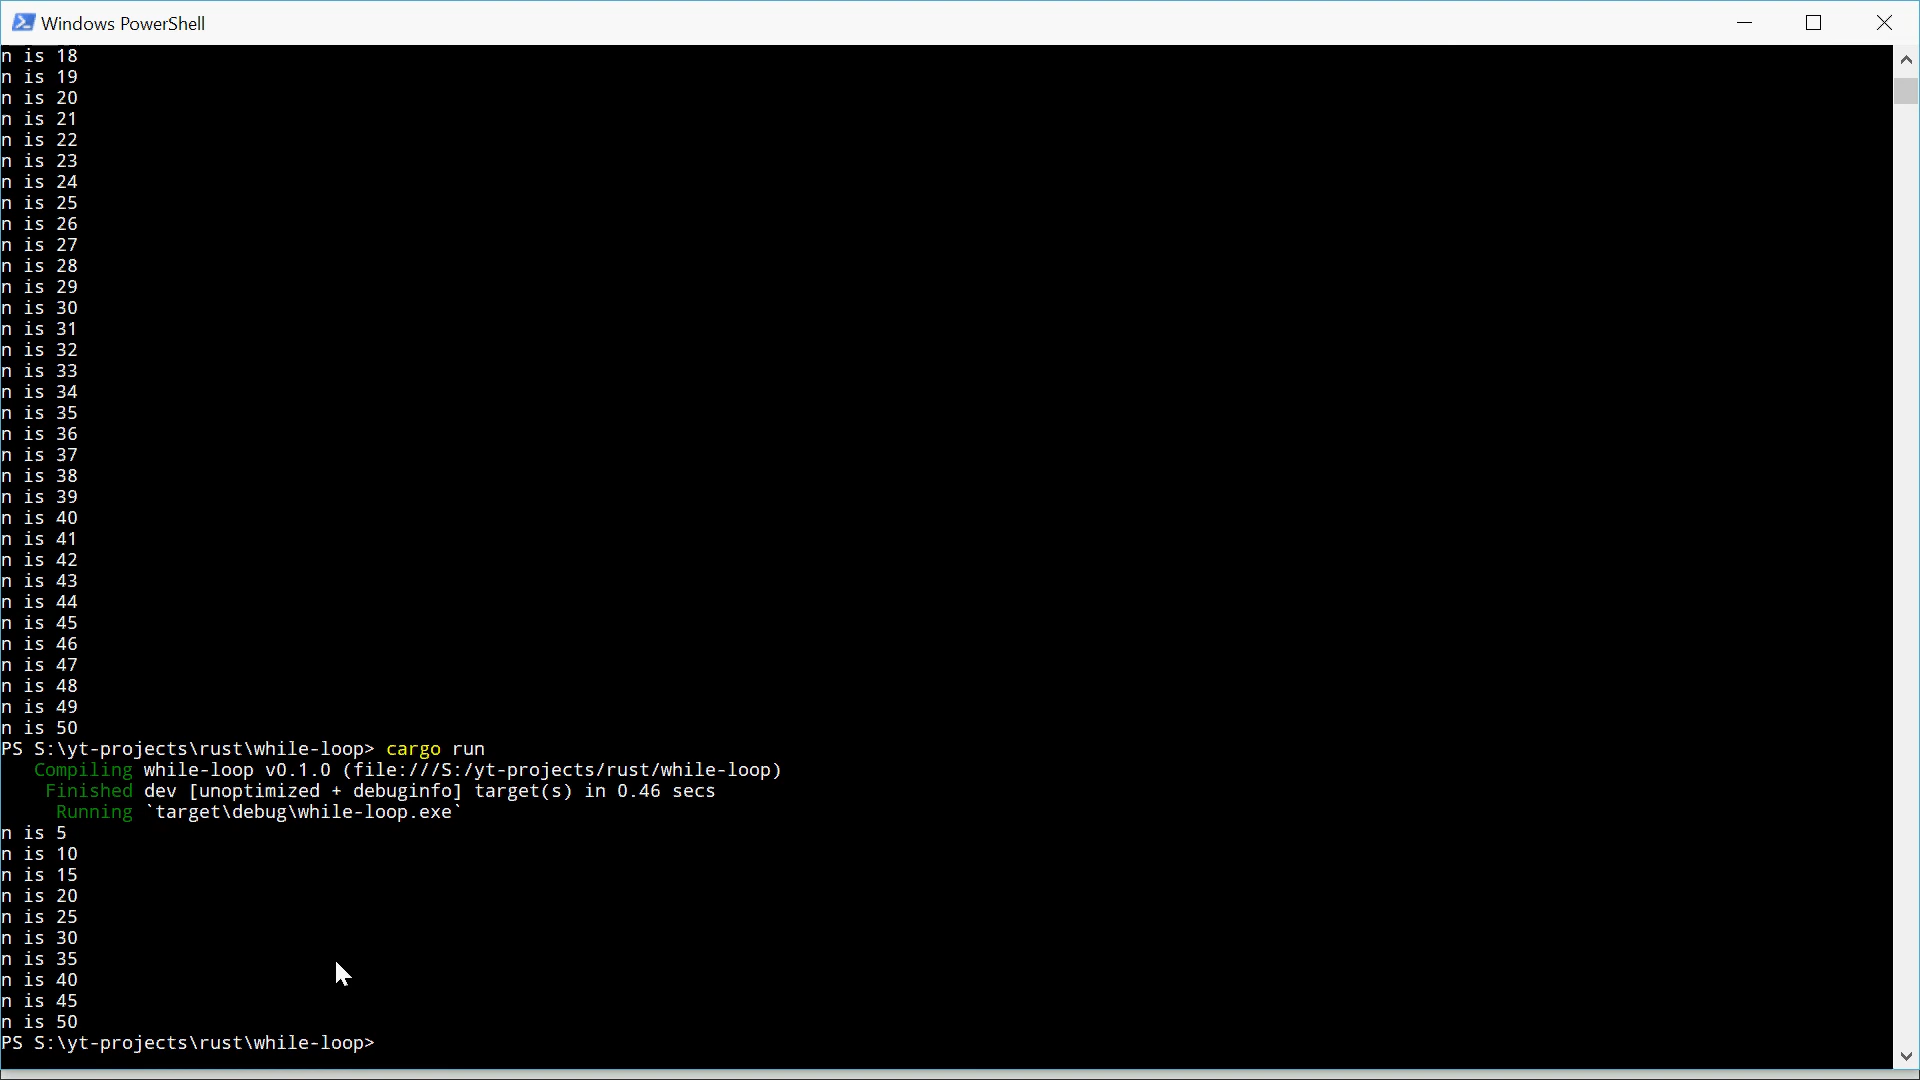 Windows PowerShell
n is 18
n is 19
n is 20
n is 21
n is 22
n is 23
n is 24
n is 25
n is 26
n is 27
n is 28
n is 29
n is 30
n is 31
n is 32
n is 33
n is 34
n is 35
n is 36
n is 37
n is 38
n is 39
n is 40
n is 41
n is 42
n is 43
n is 44
n is 45
n is 46
n is 47
n is 48
n is 49
n is 50
PS S:\yt-projects\rust\while-loop> cargo run
   Compiling while-loop v0.1.0 (file:///S:/yt-projects/rust/while-loop)
    Finished dev [unoptimized + debuginfo] target(s) in 0.46 secs
     Running `target\debug\while-loop.exe`
n is 5
n is 10
n is 15
n is 20
n is 25
n is 30
n is 35
n is 40
n is 45
n is 50
PS S:\yt-projects\rust\while-loop>